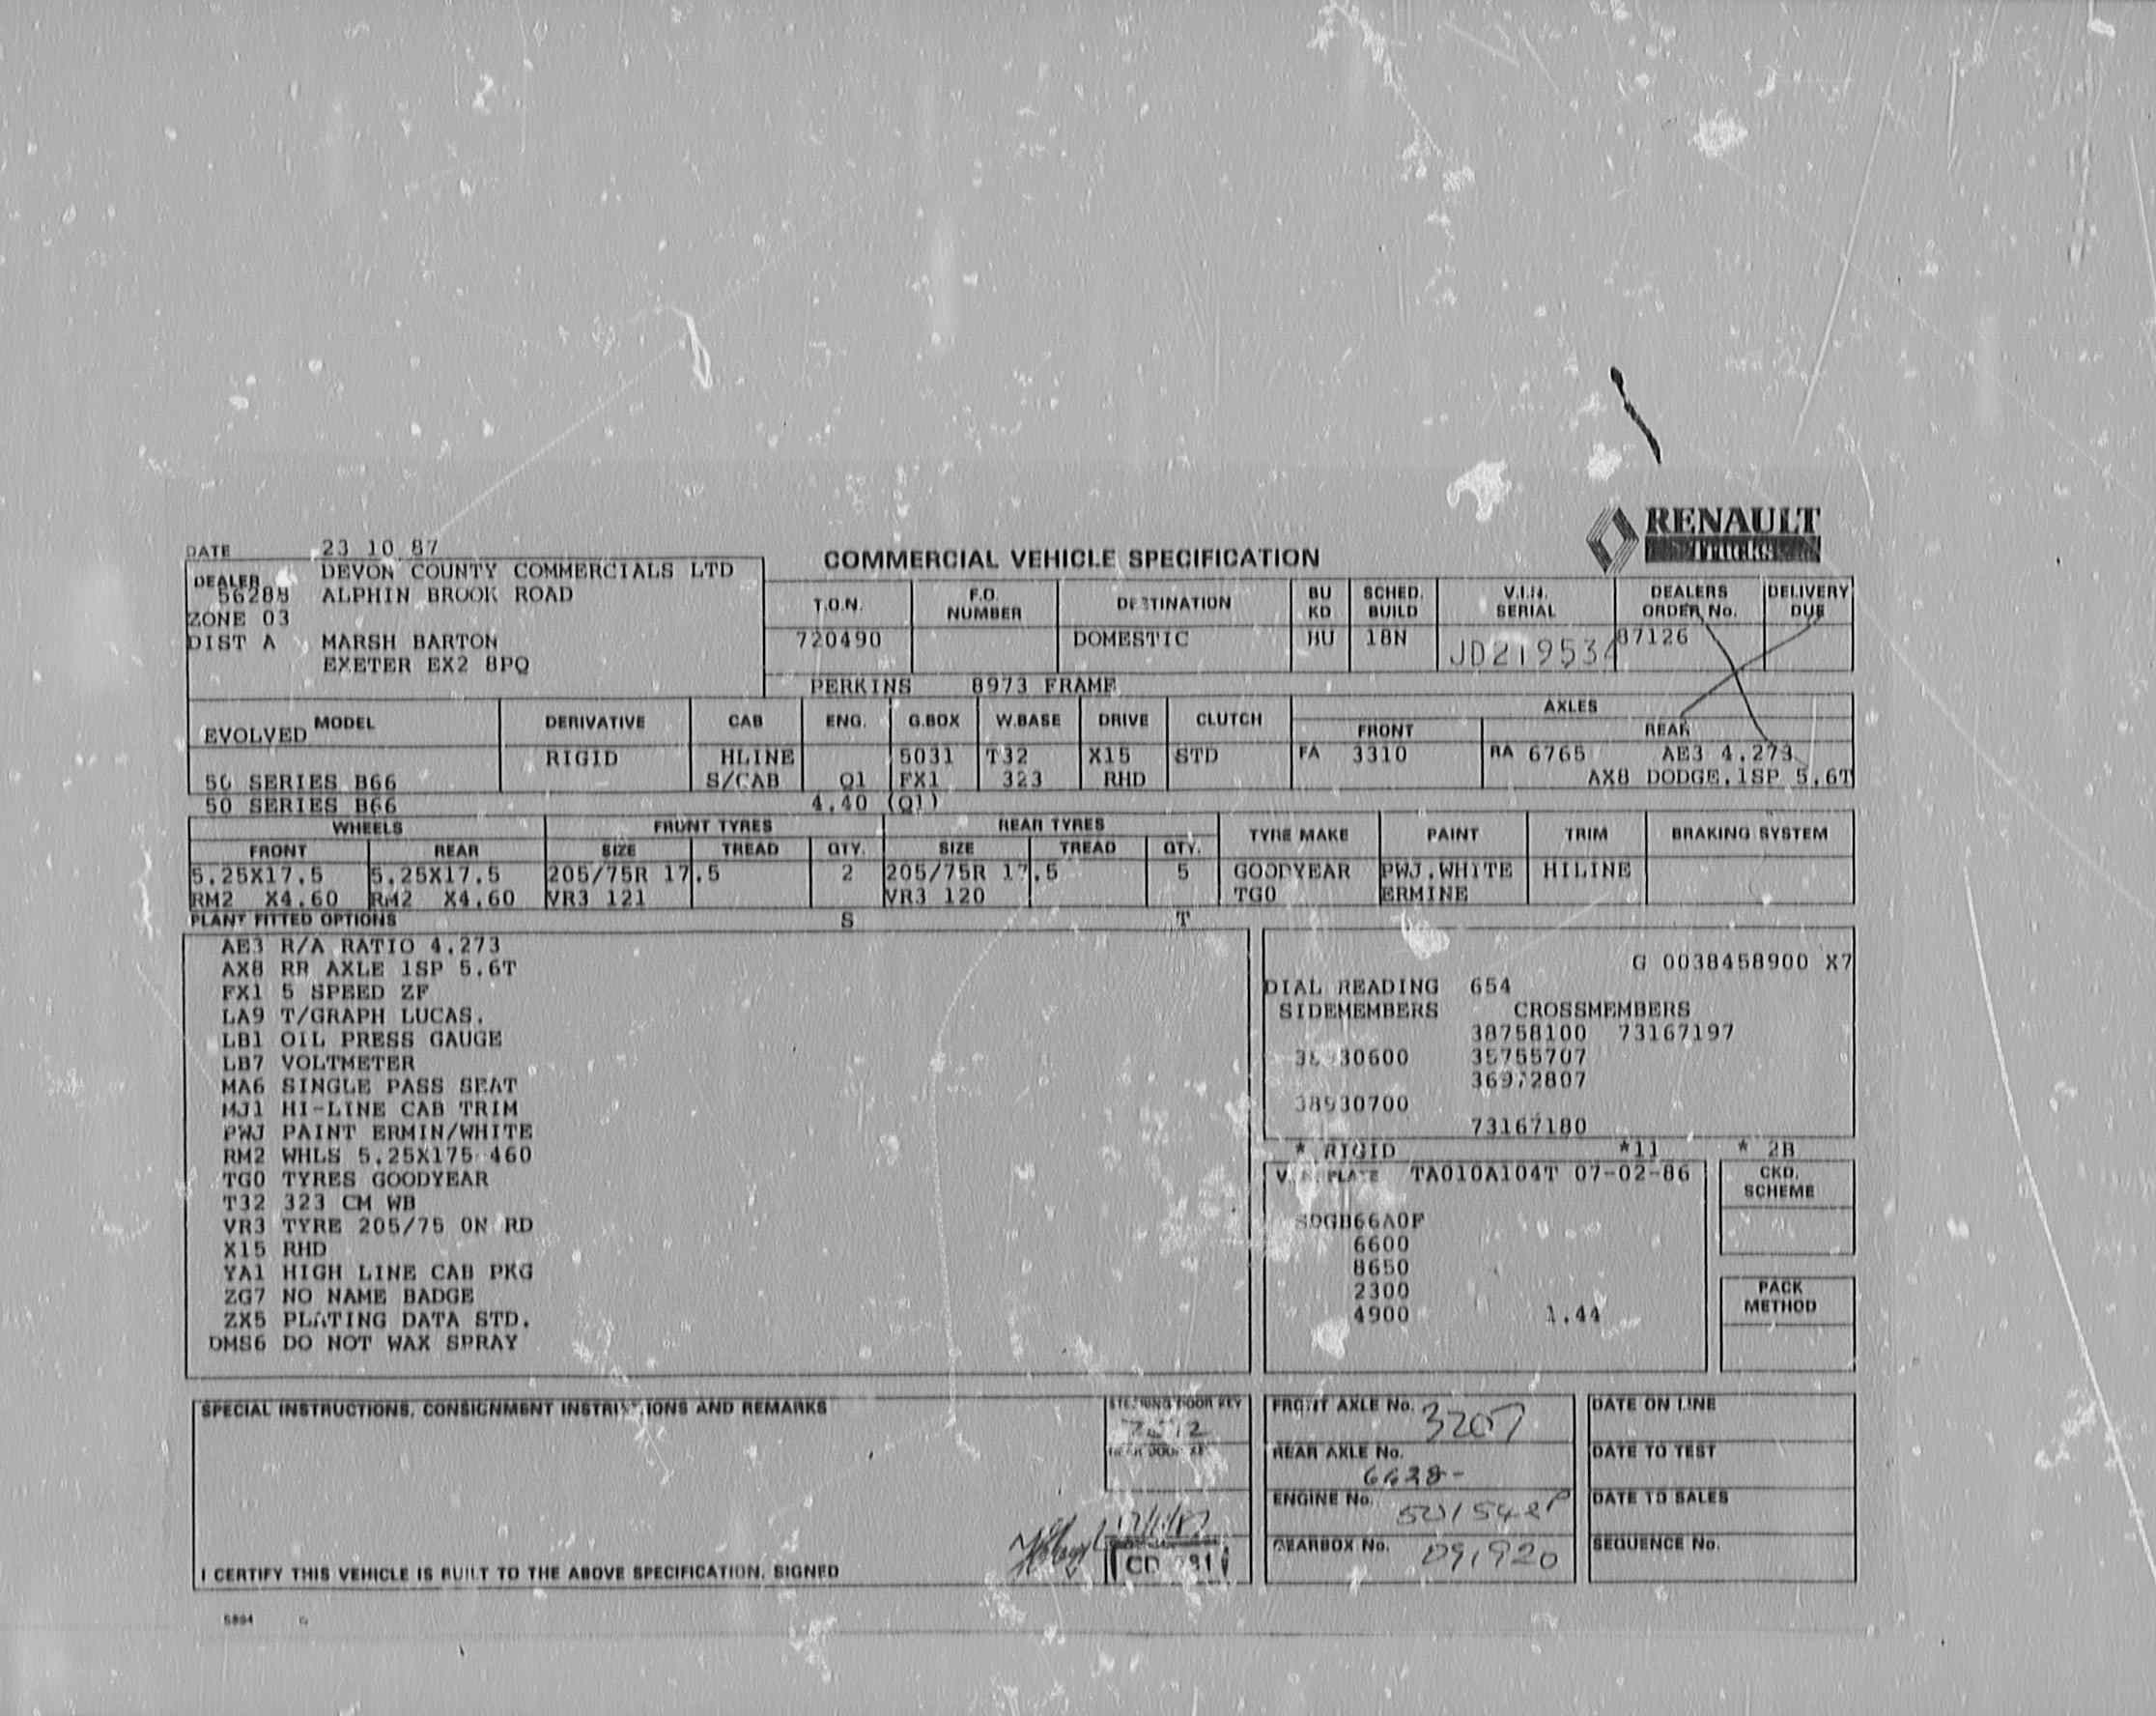 RENAULT
TRUCKS
DATE 23 10 87
COMMERCIAL VEHICLE SPECIFICATION
DEALER DEVON COUNTY COMMERCIALS LTD
ALPHIN BROOK ROAD
ZONE 03
DIST A MARSH BARTON
EXETER EX2 8PQ
T.O.N. F.O. NUMBER DESTINATION BU KD SCHED. BUILD V.I.N. SERIAL DEALERS ORDER No. DELIVERY DUE
720490 DOMESTIC BU 18N JD219534 87126
PERKINS 8973 FRAME
MODEL DERIVATIVE CAB ENG. G.BOX W.BASE DRIVE CLUTCH AXLES
FRONT REAR
EVOLVED
RIGID HLINE 5031 T32 X15 STD FA 3310 RA 6765 AE3 4.273
50 SERIES B66 S/CAB Q1 FX1 323 RHD AX8 DODGE.1SP 5.6T
50 SERIES B66 4.40 (Q1)
WHEELS FRONT TYRES REAR TYRES TYRE MAKE PAINT TRIM BRAKING SYSTEM
FRONT REAR SIZE TREAD QTY. SIZE TREAD QTY.
5.25X17.5 5.25X17.5 205/75R 17.5 2 205/75R 17.5 5 GOODYEAR PWJ.WHITE HILINE
RM2 X4.60 RM2 X4.60 VR3 121 VR3 120 TG0 ERMINE
PLANT FITTED OPTIONS S T
AE3 R/A RATIO 4.273
AX8 RR AXLE 1SP 5.6T
FX1 5 SPEED ZF
LA9 T/GRAPH LUCAS.
LB1 OIL PRESS GAUGE
LB7 VOLTMETER
MA6 SINGLE PASS SEAT
MJ1 HI-LINE CAB TRIM
PWJ PAINT ERMIN/WHITE
RM2 WHLS 5.25X175 460
TG0 TYRES GOODYEAR
T32 323 CM WB
VR3 TYRE 205/75 ON RD
X15 RHD
YA1 HIGH LINE CAB PKG
ZG7 NO NAME BADGE
ZX5 PLATING DATA STD.
DMS6 DO NOT WAX SPRAY
G 0038458900 X7
DIAL READING 654
SIDEMEMBERS CROSSMEMBERS
38758100 73167197
35755707
38930700
73167180
* RIGID *11 * 2B
PLATE TA010A104T 07-02-86
6600
8650
2300
4900 1.44
CKD. SCHEME
PACK METHOD
SPECIAL INSTRUCTIONS, CONSIGNMENT INSTRUCTIONS AND REMARKS
DOOR KEY
FRONT AXLE No. 3207
REAR AXLE No.
ENGINE No.
GEARBOX No. 091920
DATE ON LINE
DATE TO TEST
DATE TO SALES
SEQUENCE No.
I CERTIFY THIS VEHICLE IS BUILT TO THE ABOVE SPECIFICATION, SIGNED